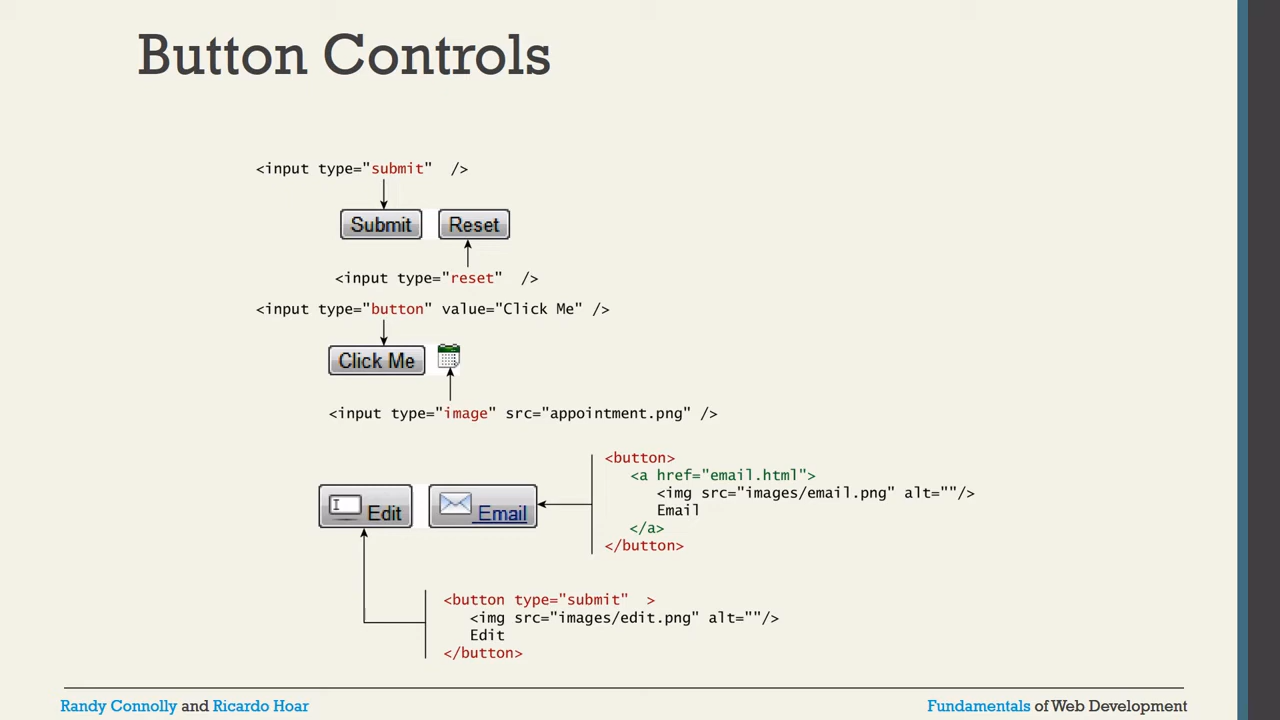 Button Controls
<input type="submit"  />
Submit Reset
<input type="reset"  />
<input type="button" value="Click Me" />
Click Me
<input type="image" src="appointment.png" />
<button>
<a href="email.html">
<img src="images/email.png" alt=""/>
Email
</a>
</button>
Edit Email
<button type="submit"  >
<img src="images/edit.png" alt=""/>
Edit
</button>
Randy Connolly and Ricardo Hoar
Fundamentals of Web Development